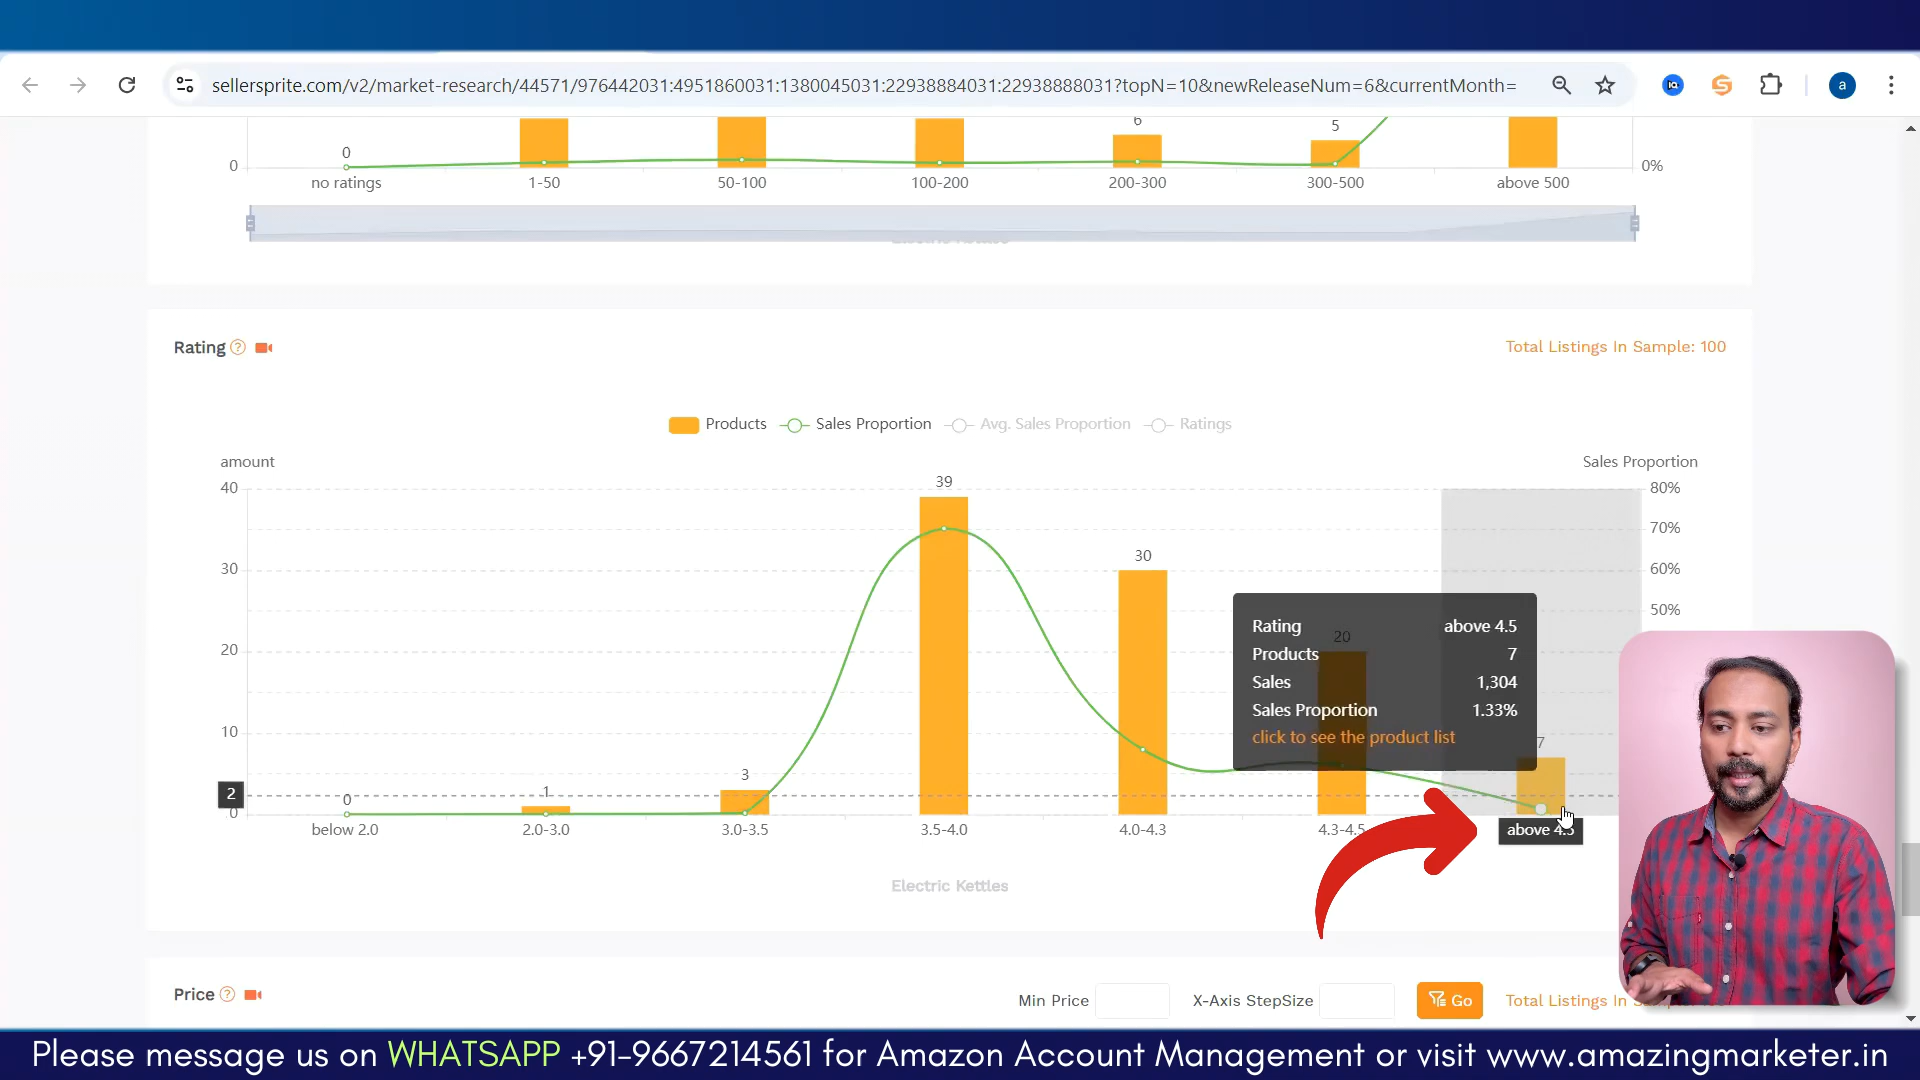 sellersprite.com/v2/market-research/44571/976442031:4951860031:1380045031:22938884031:22938888031?topN=10&newReleaseNum=6&currentMonth=
a
0 6 5
0 0%
no ratings 1-50 50-100 100-200 200-300 300-500 above 500
Rating ? Total Listings In Sample: 100
Products Sales Proportion Avg. Sales Proportion Ratings
amount Sales Proportion
40 39 80%
70%
30 30 60%
50%
Rating above 4.5
20 20
Products 7
Sales 1,304
Sales Proportion 1.33%
10
click to see the product list
7
3
2
0 1
0
below 2.0 2.0-3.0 3.0-3.5 3.5-4.0 4.0-4.3 4.3-4.5 above 4.5
Electric Kettles
Price ? Min Price X-Axis StepSize Go Total Listings In
Please message us on WHATSAPP +91-9667214561 for Amazon Account Management or visit www.amazingmarketer.in